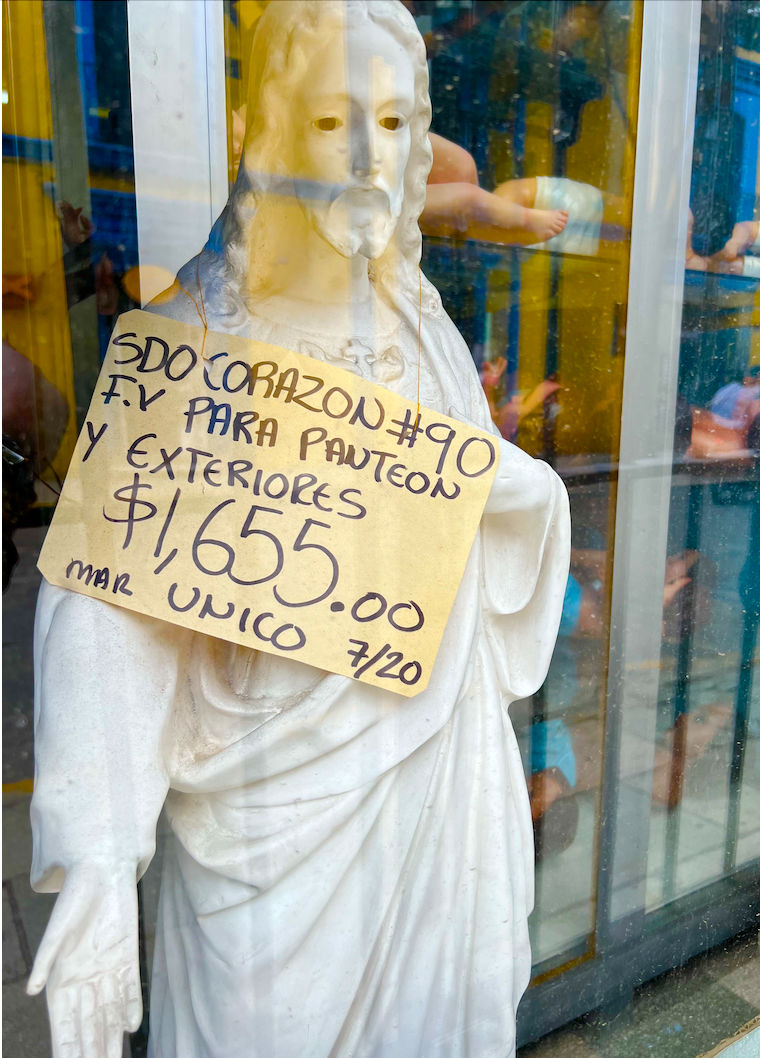 SDO CORAZON #90
F.V PARA PANTEON
Y EXTERIORES
$1,655.00
MAR UNICO 7/20